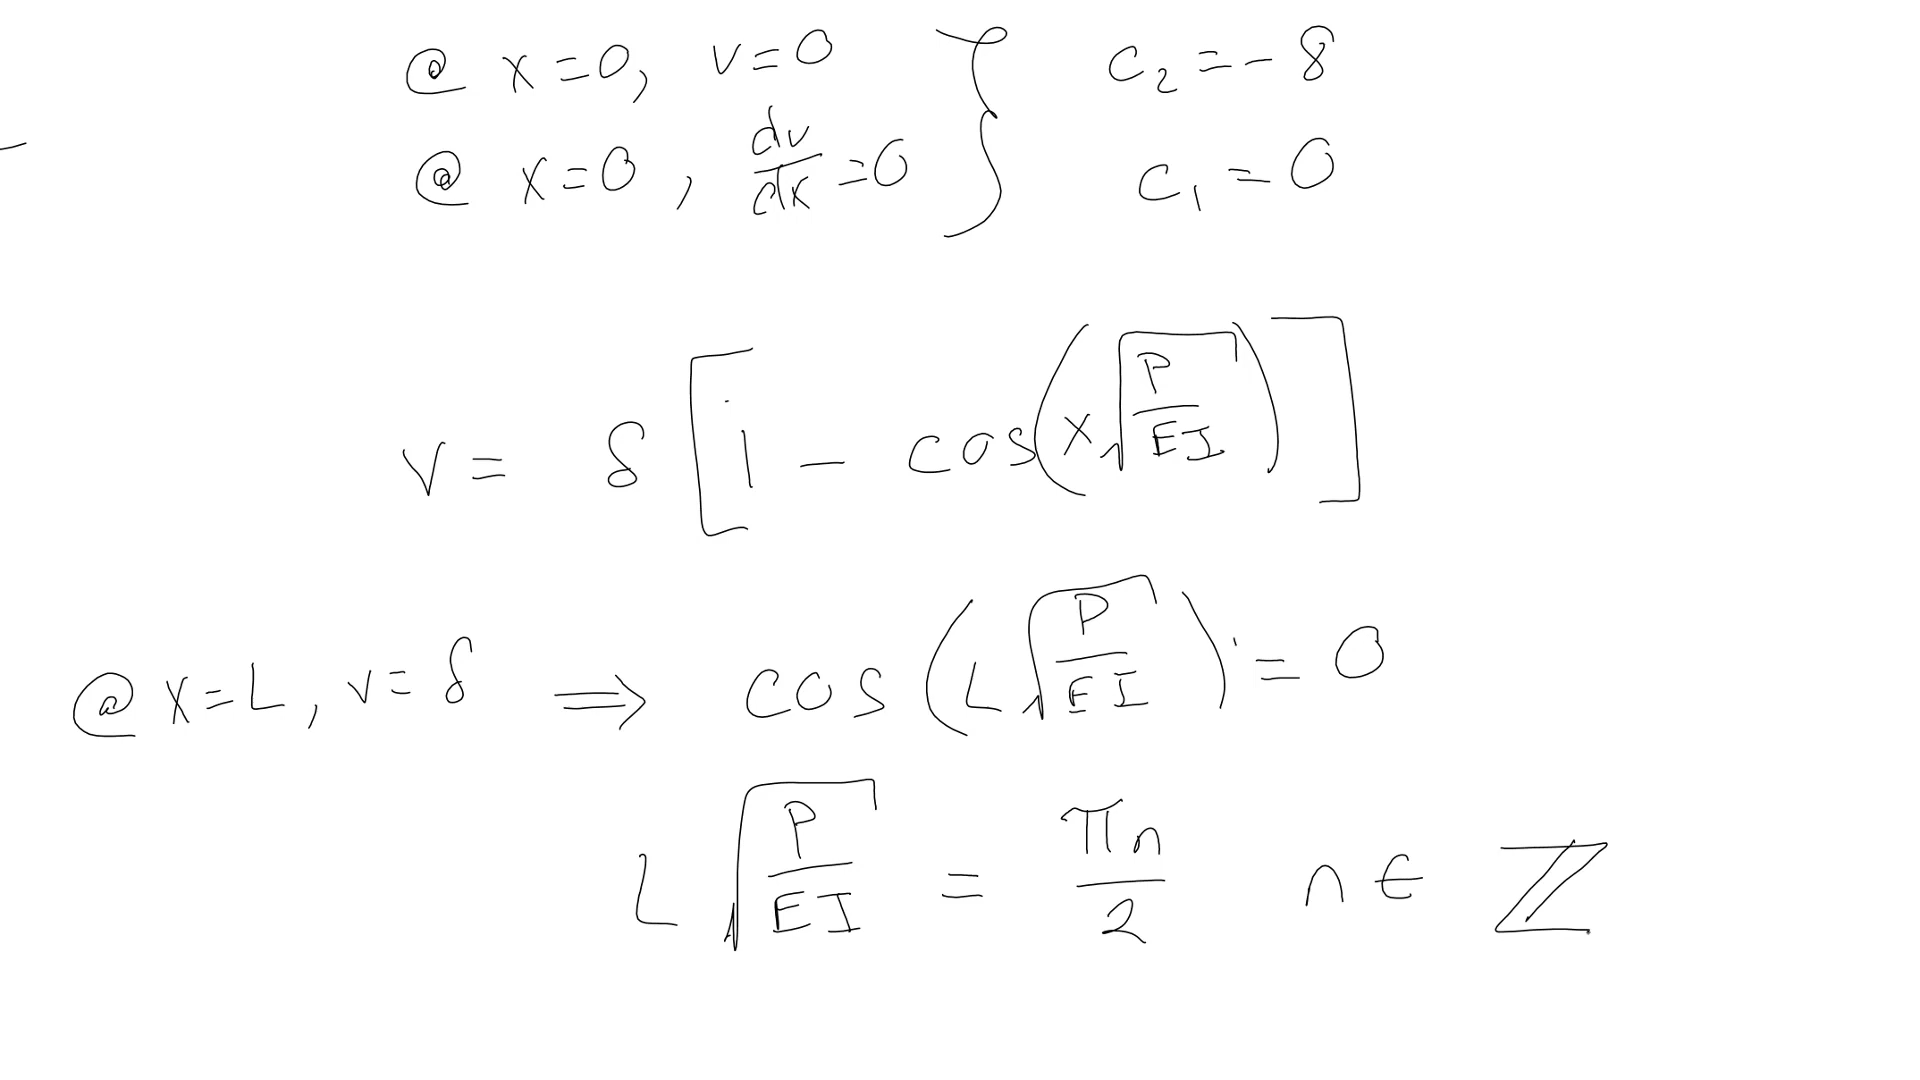 @ x=0, v=0 } c₂ = -δ
@ x=0, dv/dx = 0 } c₁ = 0
v = δ [1 - cos(x√(P/EI))]
@ x=L, v=δ ⇒ cos(L√(P/EI)) = 0
L√(P/EI) = πn/2 n ∈ ℤ